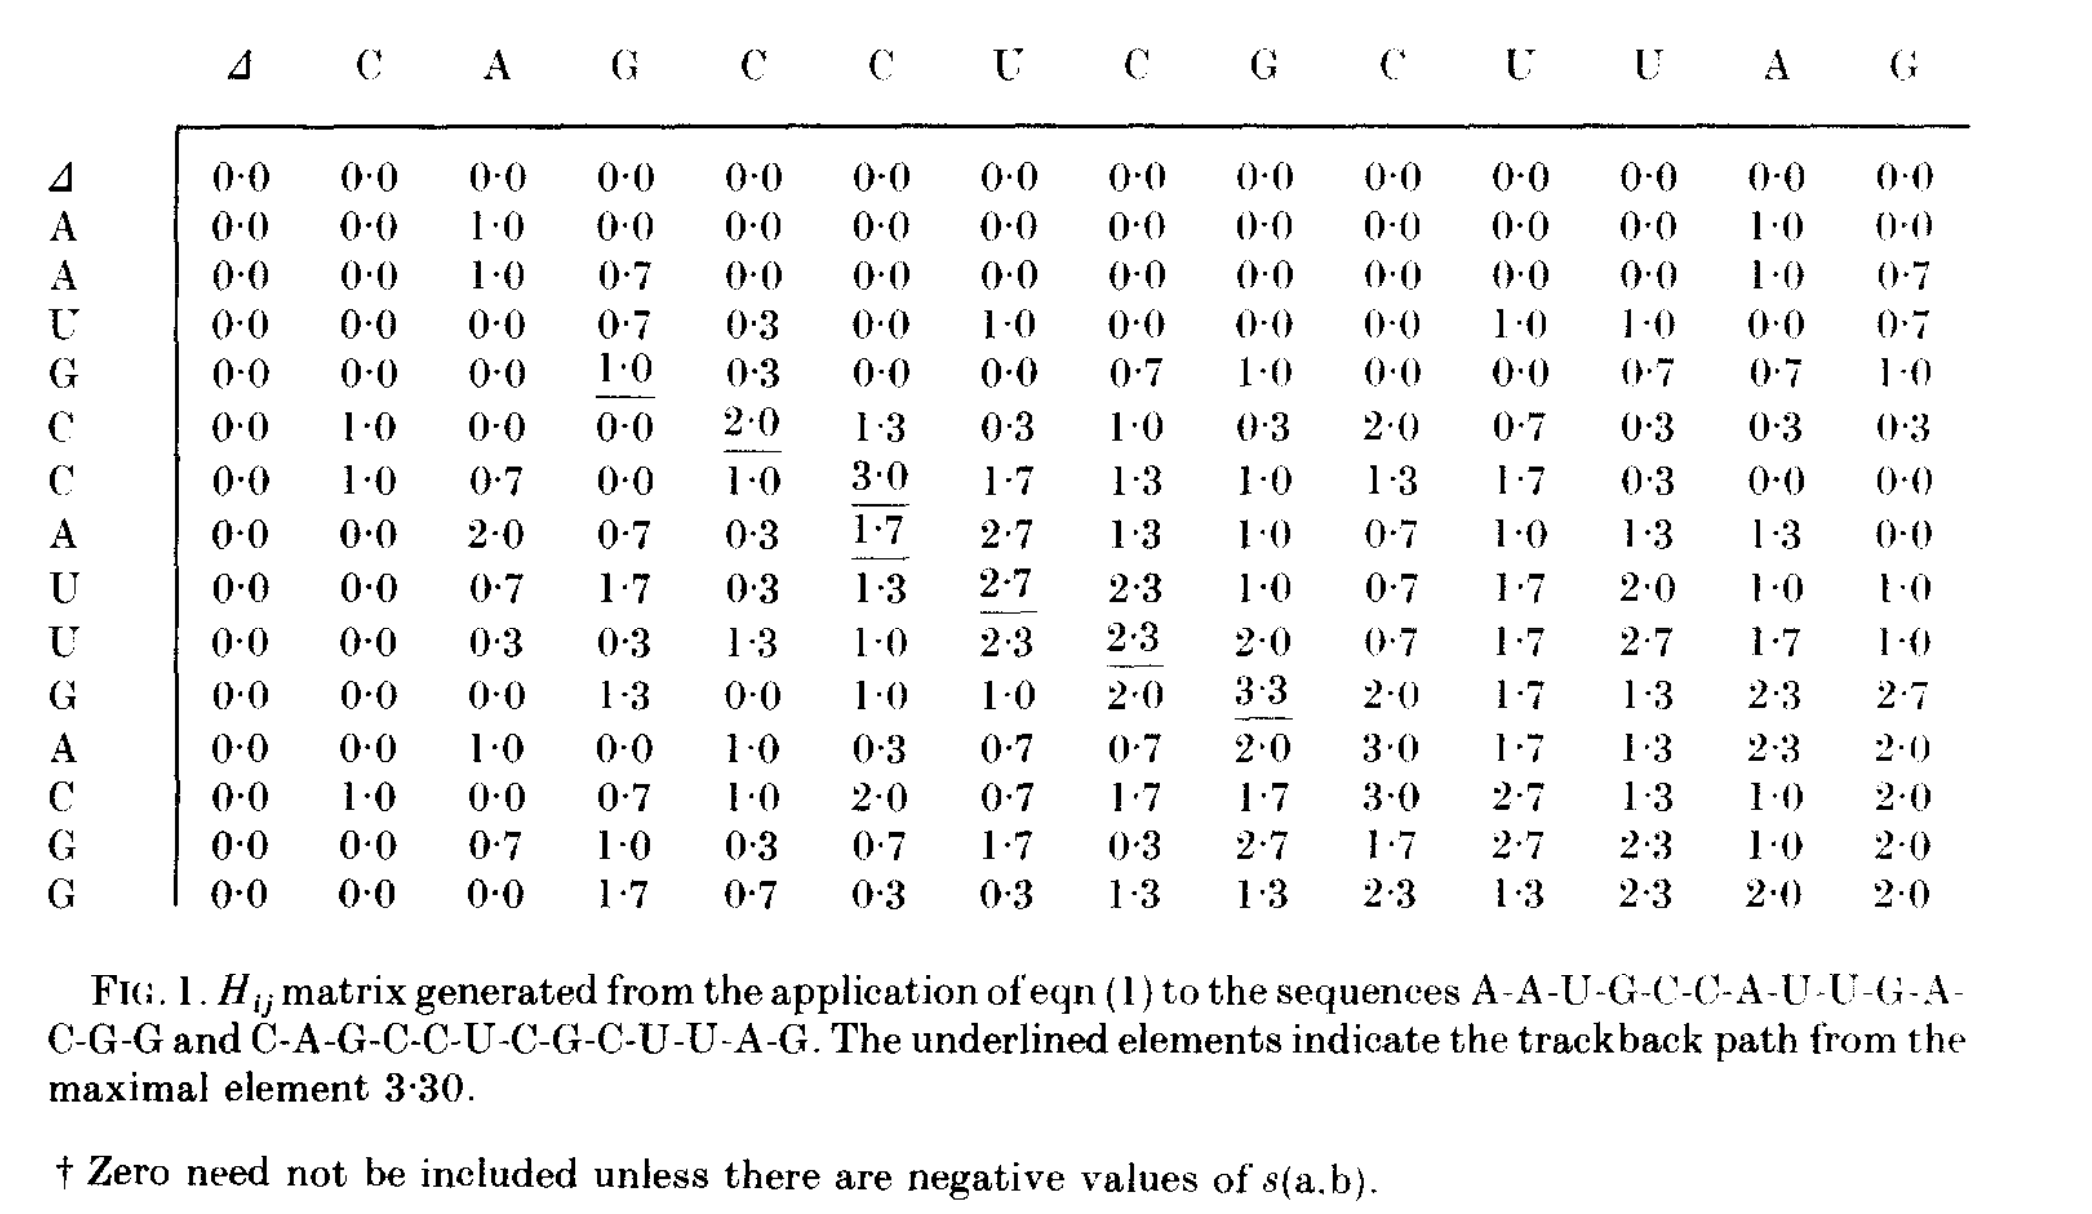 Δ C A G C C U C G C U U A G
Δ 0·0 0·0 0·0 0·0 0·0 0·0 0·0 0·0 0·0 0·0 0·0 0·0 0·0 0·0
A 0·0 0·0 1·0 0·0 0·0 0·0 0·0 0·0 0·0 0·0 0·0 0·0 1·0 0·0
A 0·0 0·0 1·0 0·7 0·0 0·0 0·0 0·0 0·0 0·0 0·0 0·0 1·0 0·7
U 0·0 0·0 0·0 0·7 0·3 0·0 1·0 0·0 0·0 0·0 1·0 1·0 0·0 0·7
G 0·0 0·0 0·0 1·0 0·3 0·0 0·0 0·7 1·0 0·0 0·0 0·7 0·7 1·0
C 0·0 1·0 0·0 0·0 2·0 1·3 0·3 1·0 0·3 2·0 0·7 0·3 0·3 0·3
C 0·0 1·0 0·7 0·0 1·0 3·0 1·7 1·3 1·0 1·3 1·7 0·3 0·0 0·0
A 0·0 0·0 2·0 0·7 0·3 1·7 2·7 1·3 1·0 0·7 1·0 1·3 1·3 0·0
U 0·0 0·0 0·7 1·7 0·3 1·3 2·7 2·3 1·0 0·7 1·7 2·0 1·0 1·0
U 0·0 0·0 0·3 0·3 1·3 1·0 2·3 2·3 2·0 0·7 1·7 2·7 1·7 1·0
G 0·0 0·0 0·0 1·3 0·0 1·0 1·0 2·0 3·3 2·0 1·7 1·3 2·3 2·7
A 0·0 0·0 1·0 0·0 1·0 0·3 0·7 0·7 2·0 3·0 1·7 1·3 2·3 2·0
C 0·0 1·0 0·0 0·7 1·0 2·0 0·7 1·7 1·7 3·0 2·7 1·3 1·0 2·0
G 0·0 0·0 0·7 1·0 0·3 0·7 1·7 0·3 2·7 1·7 2·7 2·3 1·0 2·0
G 0·0 0·0 0·0 1·7 0·7 0·3 0·3 1·3 1·3 2·3 1·3 2·3 2·0 2·0
FIG. 1. H_ij matrix generated from the application of eqn (1) to the sequences A-A-U-G-C-C-A-U-U-G-A-
C-G-G and C-A-G-C-C-U-C-G-C-U-U-A-G. The underlined elements indicate the trackback path from the
maximal element 3·30.
† Zero need not be included unless there are negative values of s(a.b).